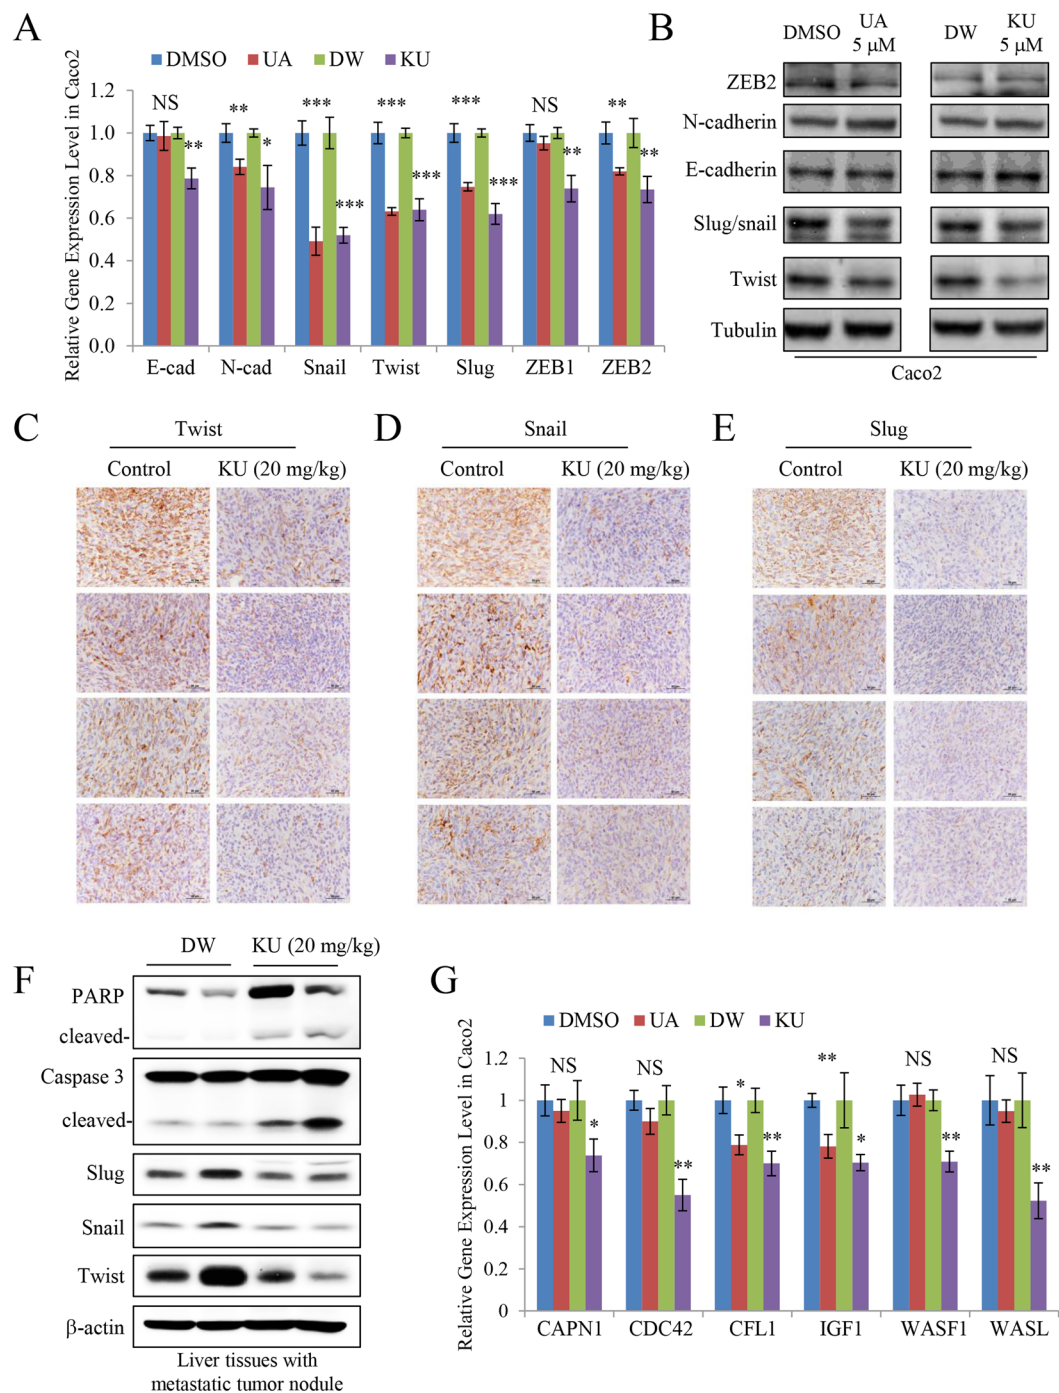 A
DMSO UA DW KU
Relative Gene Expression Level in Caco2
1.2
1.0
0.8
0.6
0.4
0.2
0.0
NS ** *** *** *** NS **
** * *** *** *** ** **
E-cad N-cad Snail Twist Slug ZEB1 ZEB2
B
DMSO UA 5 μM DW KU 5 μM
ZEB2
N-cadherin
E-cadherin
Slug/snail
Twist
Tubulin
Caco2
C
Twist
Control KU (20 mg/kg)
D
Snail
Control KU (20 mg/kg)
E
Slug
Control KU (20 mg/kg)
F
DW KU (20 mg/kg)
PARP
cleaved-
Caspase 3
cleaved-
Slug
Snail
Twist
β-actin
Liver tissues with
metastatic tumor nodule
G
DMSO UA DW KU
Relative Gene Expression Level in Caco2
1.2
1
0.8
0.6
0.4
0.2
0
NS NS * ** NS NS
* ** ** * ** **
CAPN1 CDC42 CFL1 IGF1 WASF1 WASL